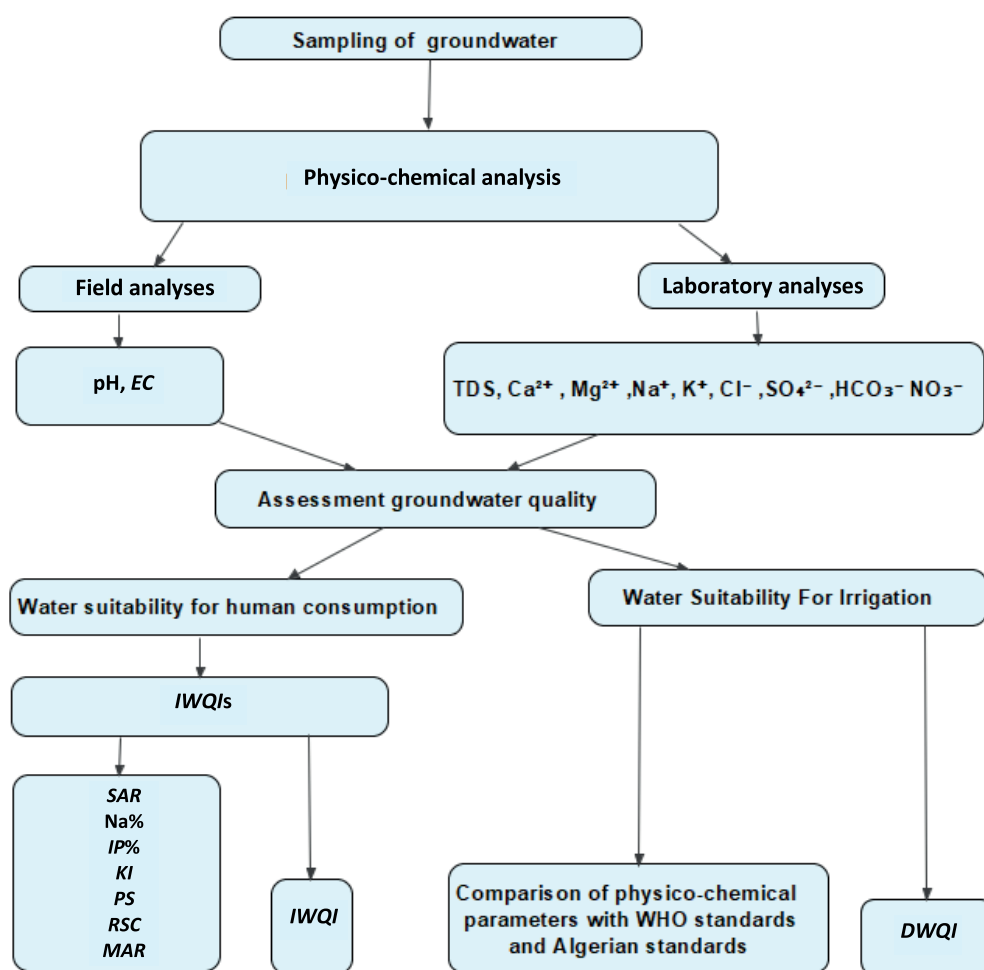 Sampling of groundwater
Physico-chemical analysis
Field analyses
Laboratory analyses
pH, EC
TDS, Ca²⁺ , Mg²⁺ ,Na⁺, K⁺, Cl⁻ ,SO₄²⁻ ,HCO₃⁻ NO₃⁻
Assessment groundwater quality
Water suitability for human consumption
Water Suitability For Irrigation
IWQIs
SAR
Na%
IP%
KI
PS
RSC
MAR
IWQI
Comparison of physico-chemical
parameters with WHO standards
and Algerian standards
DWQI